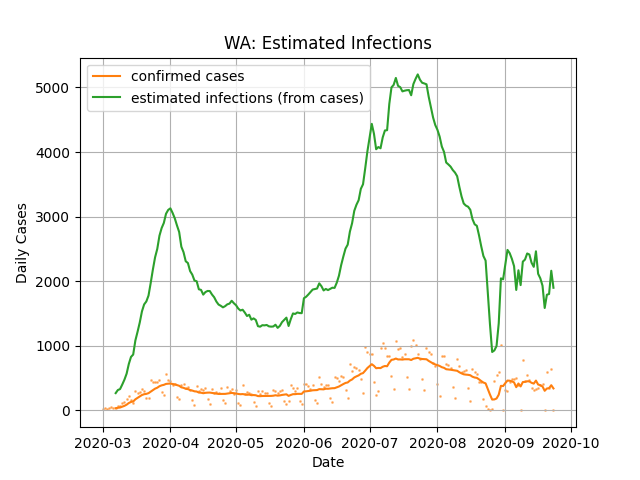 WA: Estimated Infections
confirmed cases
estimated infections (from cases)
Daily Cases
5000
4000
3000
2000
1000
0
2020-03 2020-04 2020-05 2020-06 2020-07 2020-08 2020-09 2020-10
Date